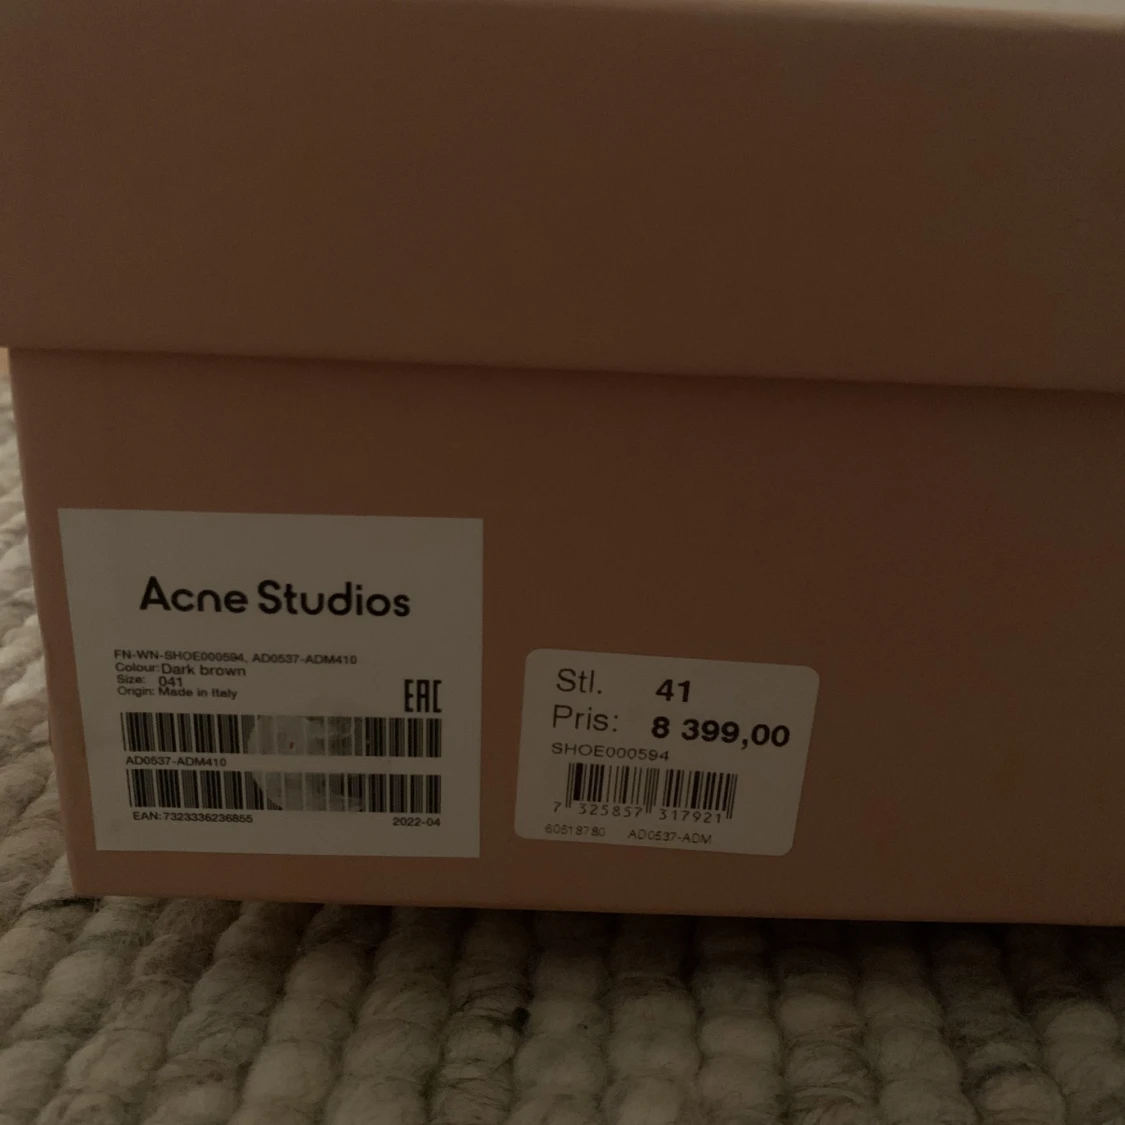 Acne Studios
FN-WN-SHOE000594, AD0537-ADM410
Colour: Dark brown
Size: 041
Origin: Made in Italy
EAC
AD0537-ADM410
EAN: 7323336236855
2022-04
Stl. 41
Pris: 8 399,00
SHOE000594
7 325857 317921
60518780 AD0537-ADM